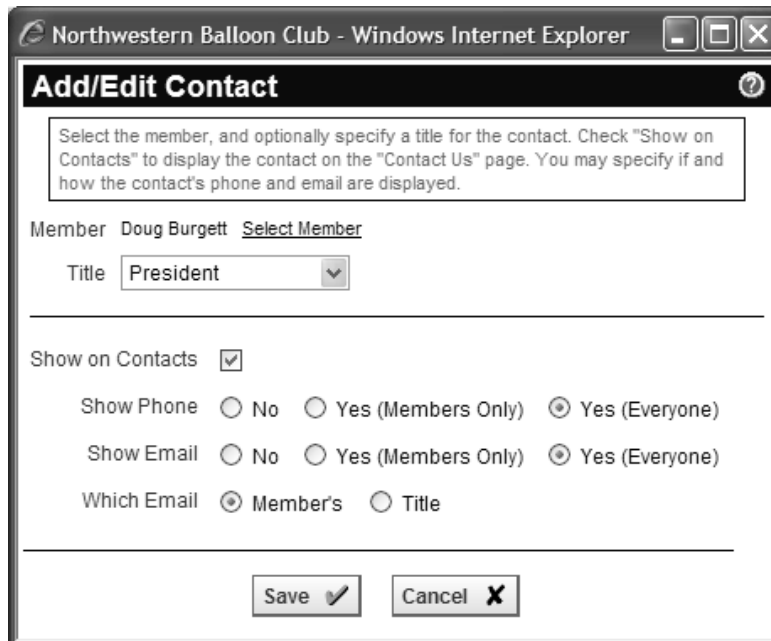 Northwestern Balloon Club - Windows Internet Explorer
Add/Edit Contact
Select the member, and optionally specify a title for the contact. Check "Show on
Contacts" to display the contact on the "Contact Us" page. You may specify if and
how the contact's phone and email are displayed.
Member Doug Burgett Select Member
Title President
Show on Contacts
Show Phone No Yes (Members Only) Yes (Everyone)
Show Email No Yes (Members Only) Yes (Everyone)
Which Email Member's Title
Save Cancel